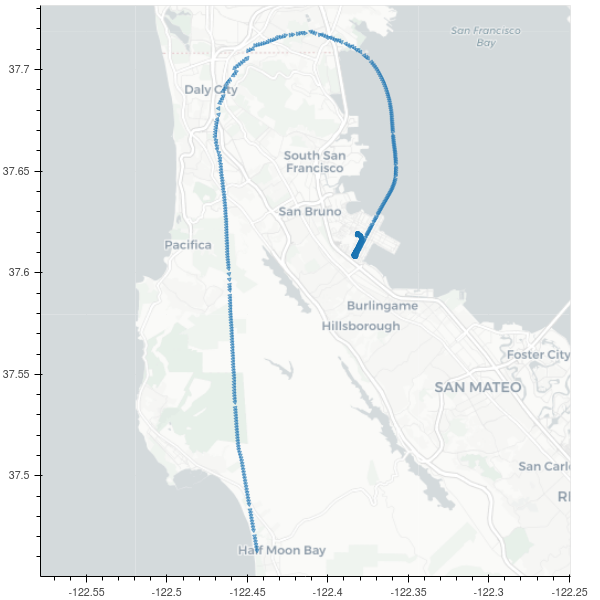 San Francisco
Bay
37.7
Daly City
37.65
South San
Francisco
San Bruno
Pacifica
37.6
Burlingame
Hillsborough
Foster City
37.55
SAN MATEO
San Carl
37.5
RE
Half Moon Bay
-122.55
-122.5
-122.45
-122.4
-122.35
-122.3
-122.25